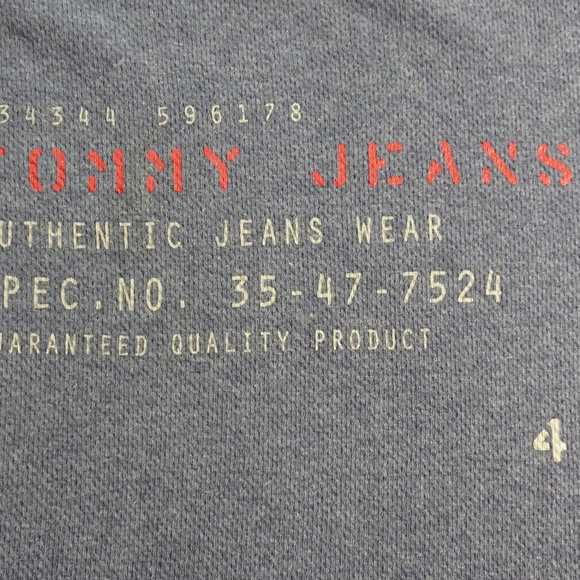 34344 596178
TOMMY JEANS
UTHENTIC JEANS WEAR
PEC.NO. 35-47-7524
UARANTEED QUALITY PRODUCT
4